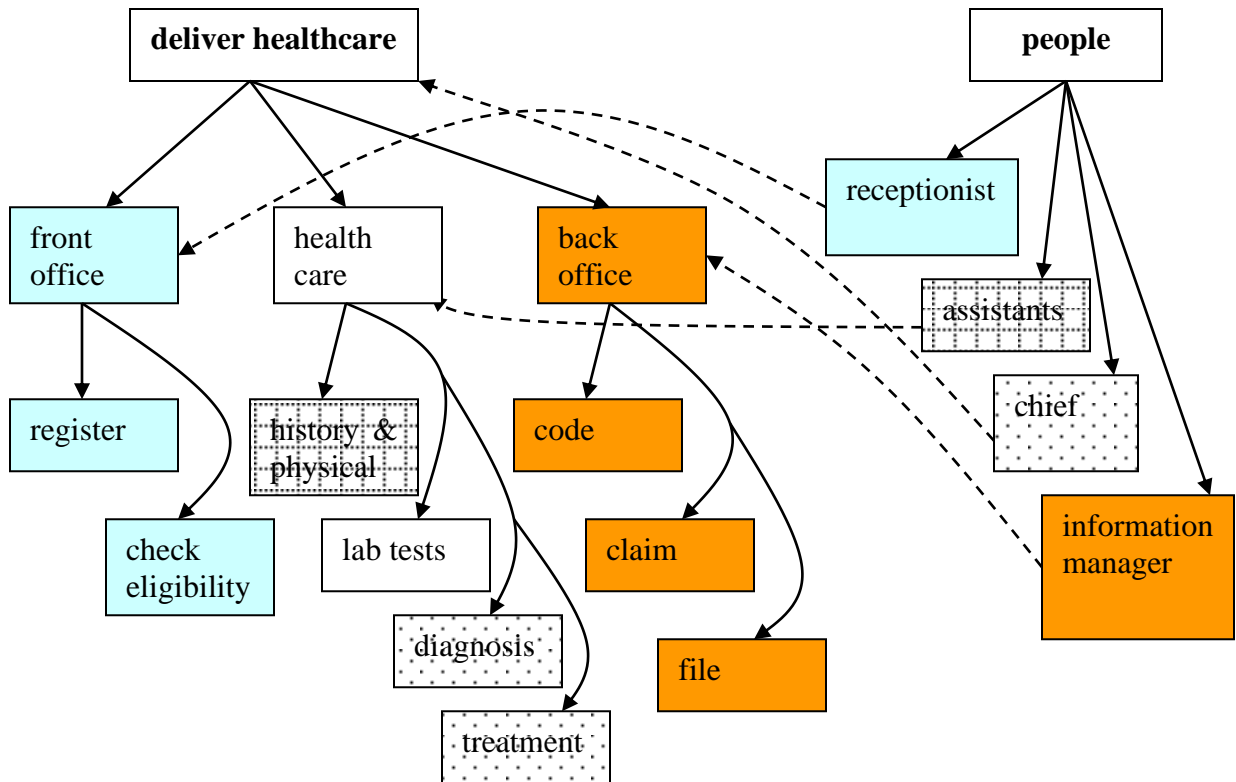 deliver healthcare
people
receptionist
front
office
health
care
back
office
assistants
chief
register
history &
physical
code
information
manager
check
eligibility
lab tests
claim
diagnosis
file
treatment